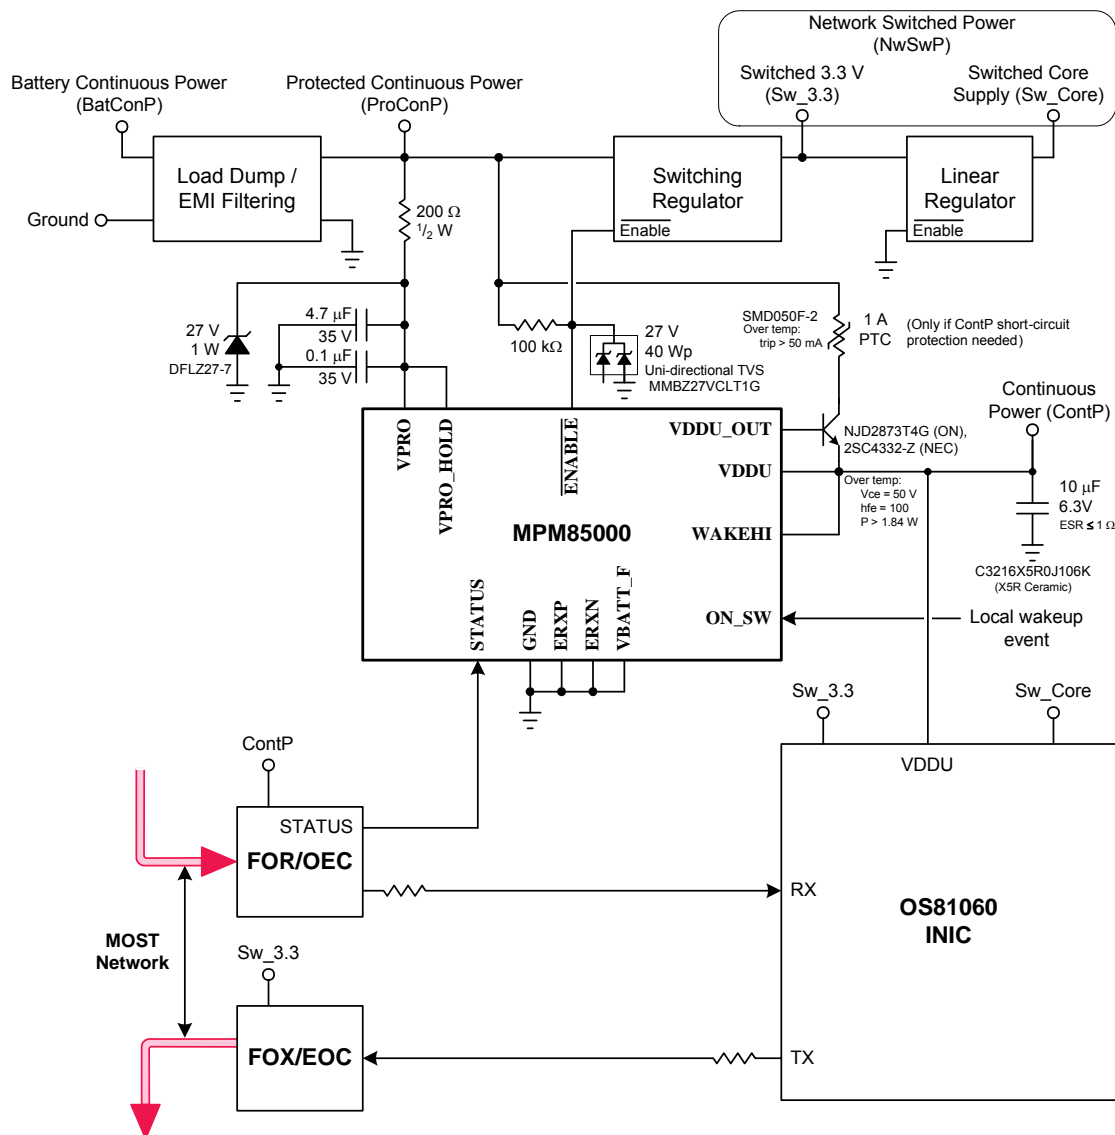 Network Switched Power
(NwSwP)
Battery Continuous Power
(BatConP)
Protected Continuous Power
(ProConP)
Switched 3.3 V
(Sw_3.3)
Switched Core
Supply (Sw_Core)
Load Dump /
EMI Filtering
Ground
Switching
Regulator
Enable
Linear
Regulator
Enable
200 Ω
1/2 W
27 V
1 W
DFLZ27-7
4.7 μF
35 V
0.1 μF
35 V
100 kΩ
27 V
40 Wp
Uni-directional TVS
MMBZ27VCLT1G
SMD050F-2
Over temp:
trip > 50 mA
1 A
PTC
(Only if ContP short-circuit
protection needed)
Continuous
Power (ContP)
VPRO
VPRO_HOLD
ENABLE
VDDU_OUT
VDDU
WAKEHI
ON_SW
MPM85000
STATUS
GND
ERXP
ERXN
VBATT_F
NJD2873T4G (ON),
2SC4332-Z (NEC)
Over temp:
Vce = 50 V
hfe = 100
P > 1.84 W
10 μF
6.3V
ESR ≤ 1 Ω
C3216X5R0J106K
(X5R Ceramic)
Local wakeup
event
Sw_3.3
Sw_Core
VDDU
ContP
STATUS
FOR/OEC
RX
OS81060
INIC
MOST
Network
Sw_3.3
FOX/EOC
TX